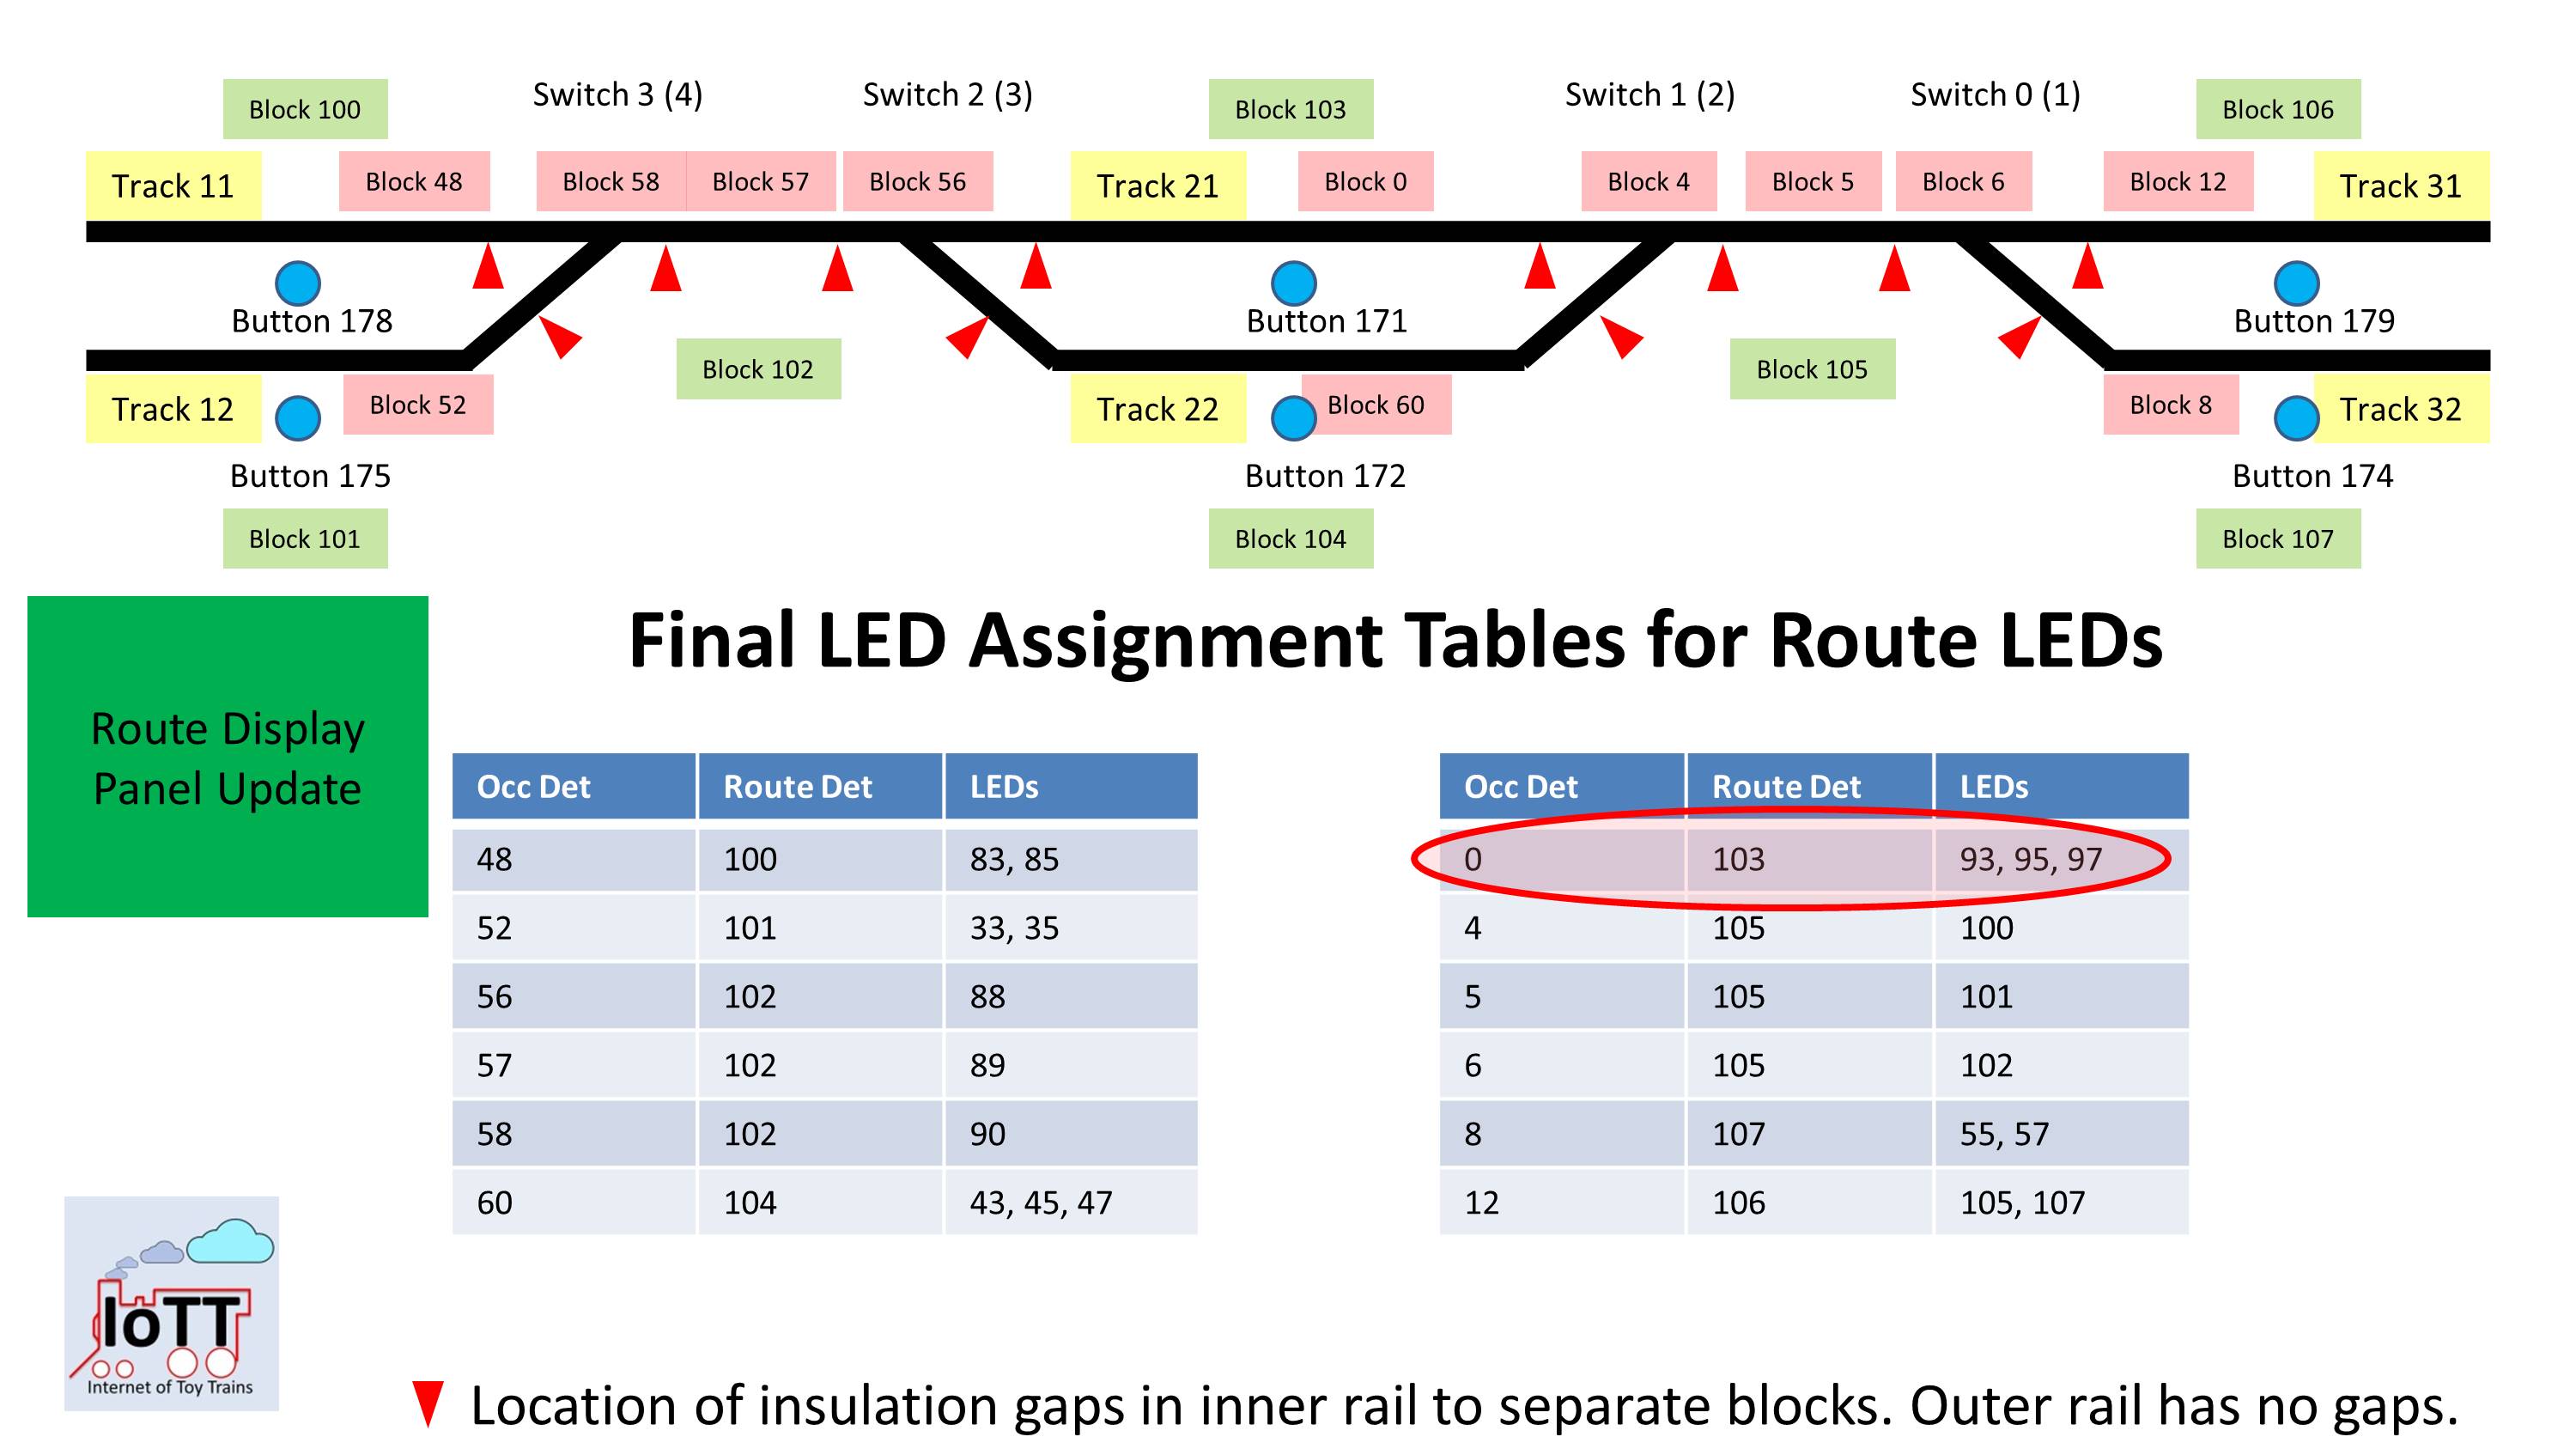 Block 100
Switch 3 (4)
Switch 2 (3)
Block 103
Switch 1 (2)
Switch 0 (1)
Block 106
Track 11
Block 48
Block 58
Block 57
Block 56
Track 21
Block 0
Block 4
Block 5
Block 6
Block 12
Track 31
Button 178
Button 171
Button 179
Block 102
Block 105
Track 12
Block 52
Track 22
Block 60
Block 8
Track 32
Button 175
Button 172
Button 174
Block 101
Block 104
Block 107
Final LED Assignment Tables for Route LEDs
Route Display
Panel Update
Occ Det Route Det LEDs
48 100 83, 85
52 101 33, 35
56 102 88
57 102 89
58 102 90
60 104 43, 45, 47
Occ Det Route Det LEDs
0 103 93, 95, 97
4 105 100
5 105 101
6 105 102
8 107 55, 57
12 106 105, 107
IoTT
Internet of Toy Trains
Location of insulation gaps in inner rail to separate blocks. Outer rail has no gaps.